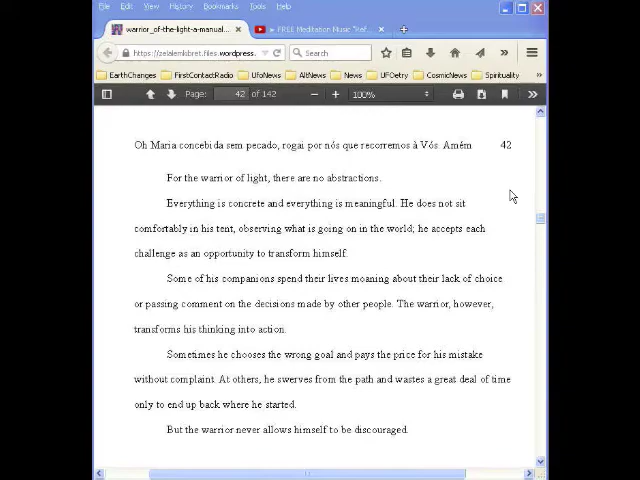 File Edit View History Bookmarks Tools Help
warrior_of-the-light-a-manual... × ► FREE Meditation Music "Ref... × +
https://zelalemkibret.files.wordpress. Search
EarthChanges FirstContactRadio UfoNews AltNews News UFOetry CosmicNews Spirituality »
Page: 42 of 142 − + 100% »
Oh Maria concebida sem pecado, rogai por nós que recorremos à Vós Amém 42
For the warrior of light, there are no abstractions.
Everything is concrete and everything is meaningful. He does not sit
comfortably in his tent, observing what is going on in the world; he accepts each
challenge as an opportunity to transform himself.
Some of his companions spend their lives moaning about their lack of choice
or passing comment on the decisions made by other people. The warrior, however,
transforms his thinking into action.
Sometimes he chooses the wrong goal and pays the price for his mistake
without complaint. At others, he swerves from the path and wastes a great deal of time
only to end up back where he started.
But the warrior never allows himself to be discouraged.